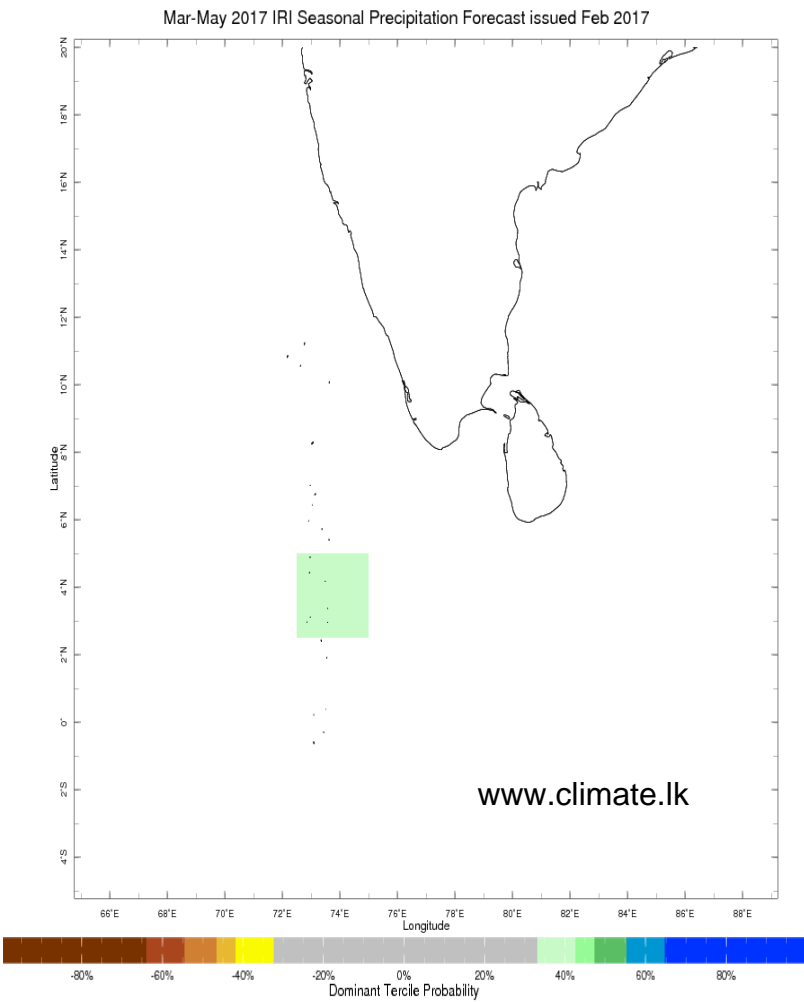 Mar-May 2017 IRI Seasonal Precipitation Forecast issued Feb 2017
20°N
18°N
16°N
14°N
12°N
10°N
8°N
6°N
4°N
2°N
0°
2°S
4°S
Latitude
www.climate.lk
66°E 68°E 70°E 72°E 74°E 76°E 78°E 80°E 82°E 84°E 86°E 88°E
Longitude
-80% -60% -40% -20% 0% 20% 40% 60% 80%
Dominant Tercile Probability